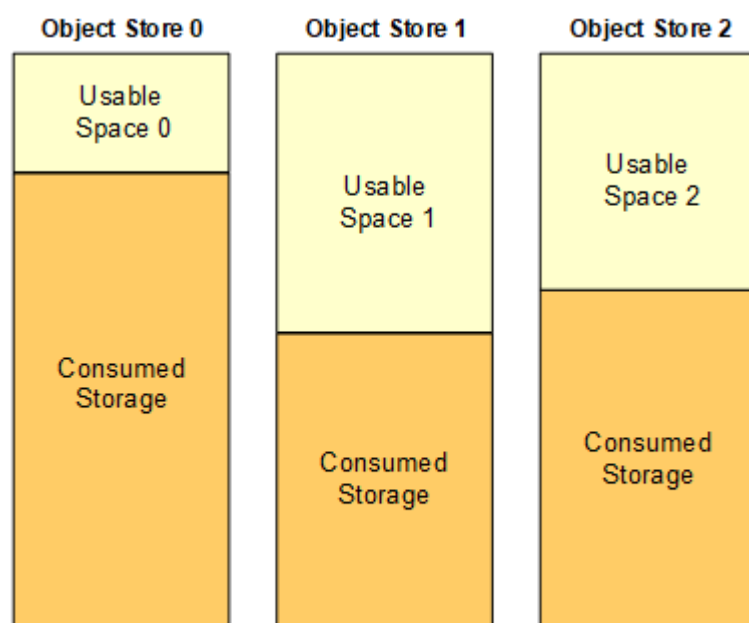 Object Store 0
Object Store 1
Object Store 2
Usable
Space 0
Usable
Space 1
Usable
Space 2
Consumed
Storage
Consumed
Storage
Consumed
Storage